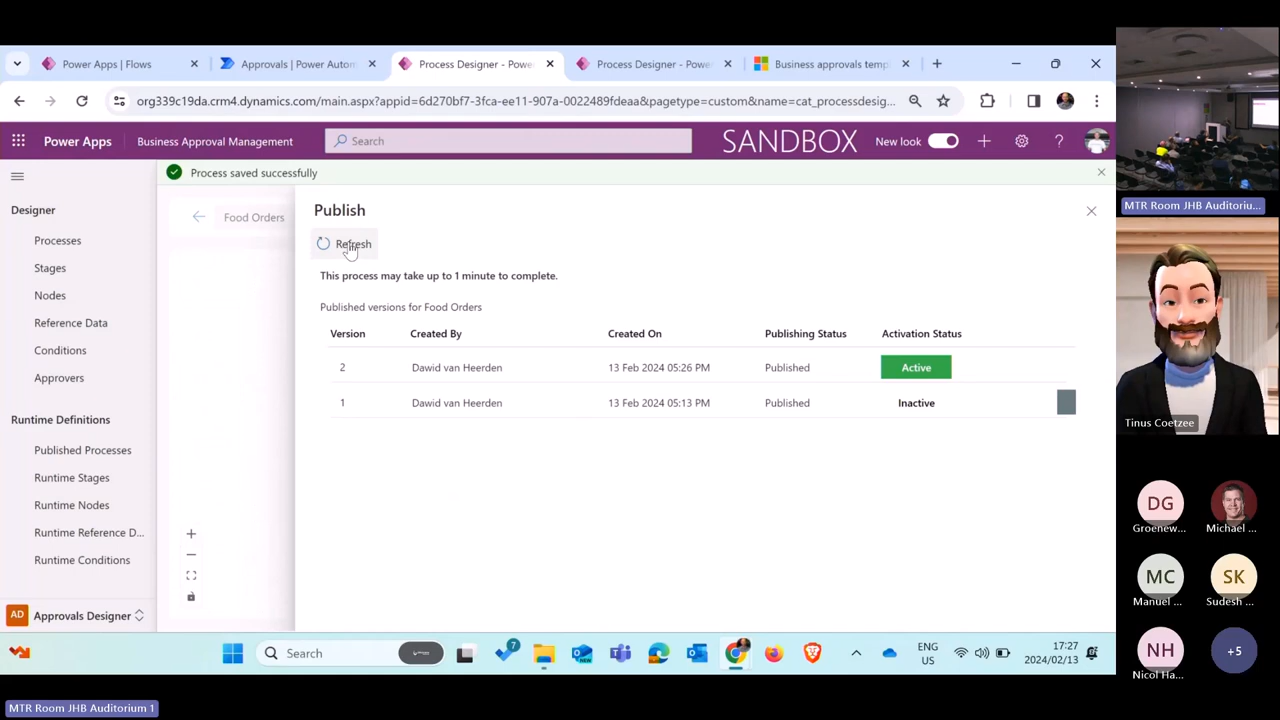 Power Apps | Flows
Approvals | Power Autom
Process Designer - Powe
Process Designer - Powe
Business approvals temp
org339c19da.crm4.dynamics.com/main.aspx?appid=6d270bf7-3fca-ee11-907a-0022489fdeaa&pagetype=custom&name=cat_processdesig...
Power Apps
Business Approval Management
Search
SANDBOX
New look
Process saved successfully
Designer
Processes
Stages
Nodes
Reference Data
Conditions
Approvers
Runtime Definitions
Published Processes
Runtime Stages
Runtime Nodes
Runtime Reference D...
Runtime Conditions
AD Approvals Designer
Food Orders
Publish
Refresh
This process may take up to 1 minute to complete.
Published versions for Food Orders
Version Created By Created On Publishing Status Activation Status
2 Dawid van Heerden 13 Feb 2024 05:26 PM Published Active
1 Dawid van Heerden 13 Feb 2024 05:13 PM Published Inactive
Search
7
ENG
US
17:27
2024/02/13
MTR Room JHB Auditoriu...
Tinus Coetzee
DG
Groenew...
Michael ...
MC
Manuel ...
SK
Sudesh ...
NH
Nicol Ha...
+5
MTR Room JHB Auditorium 1